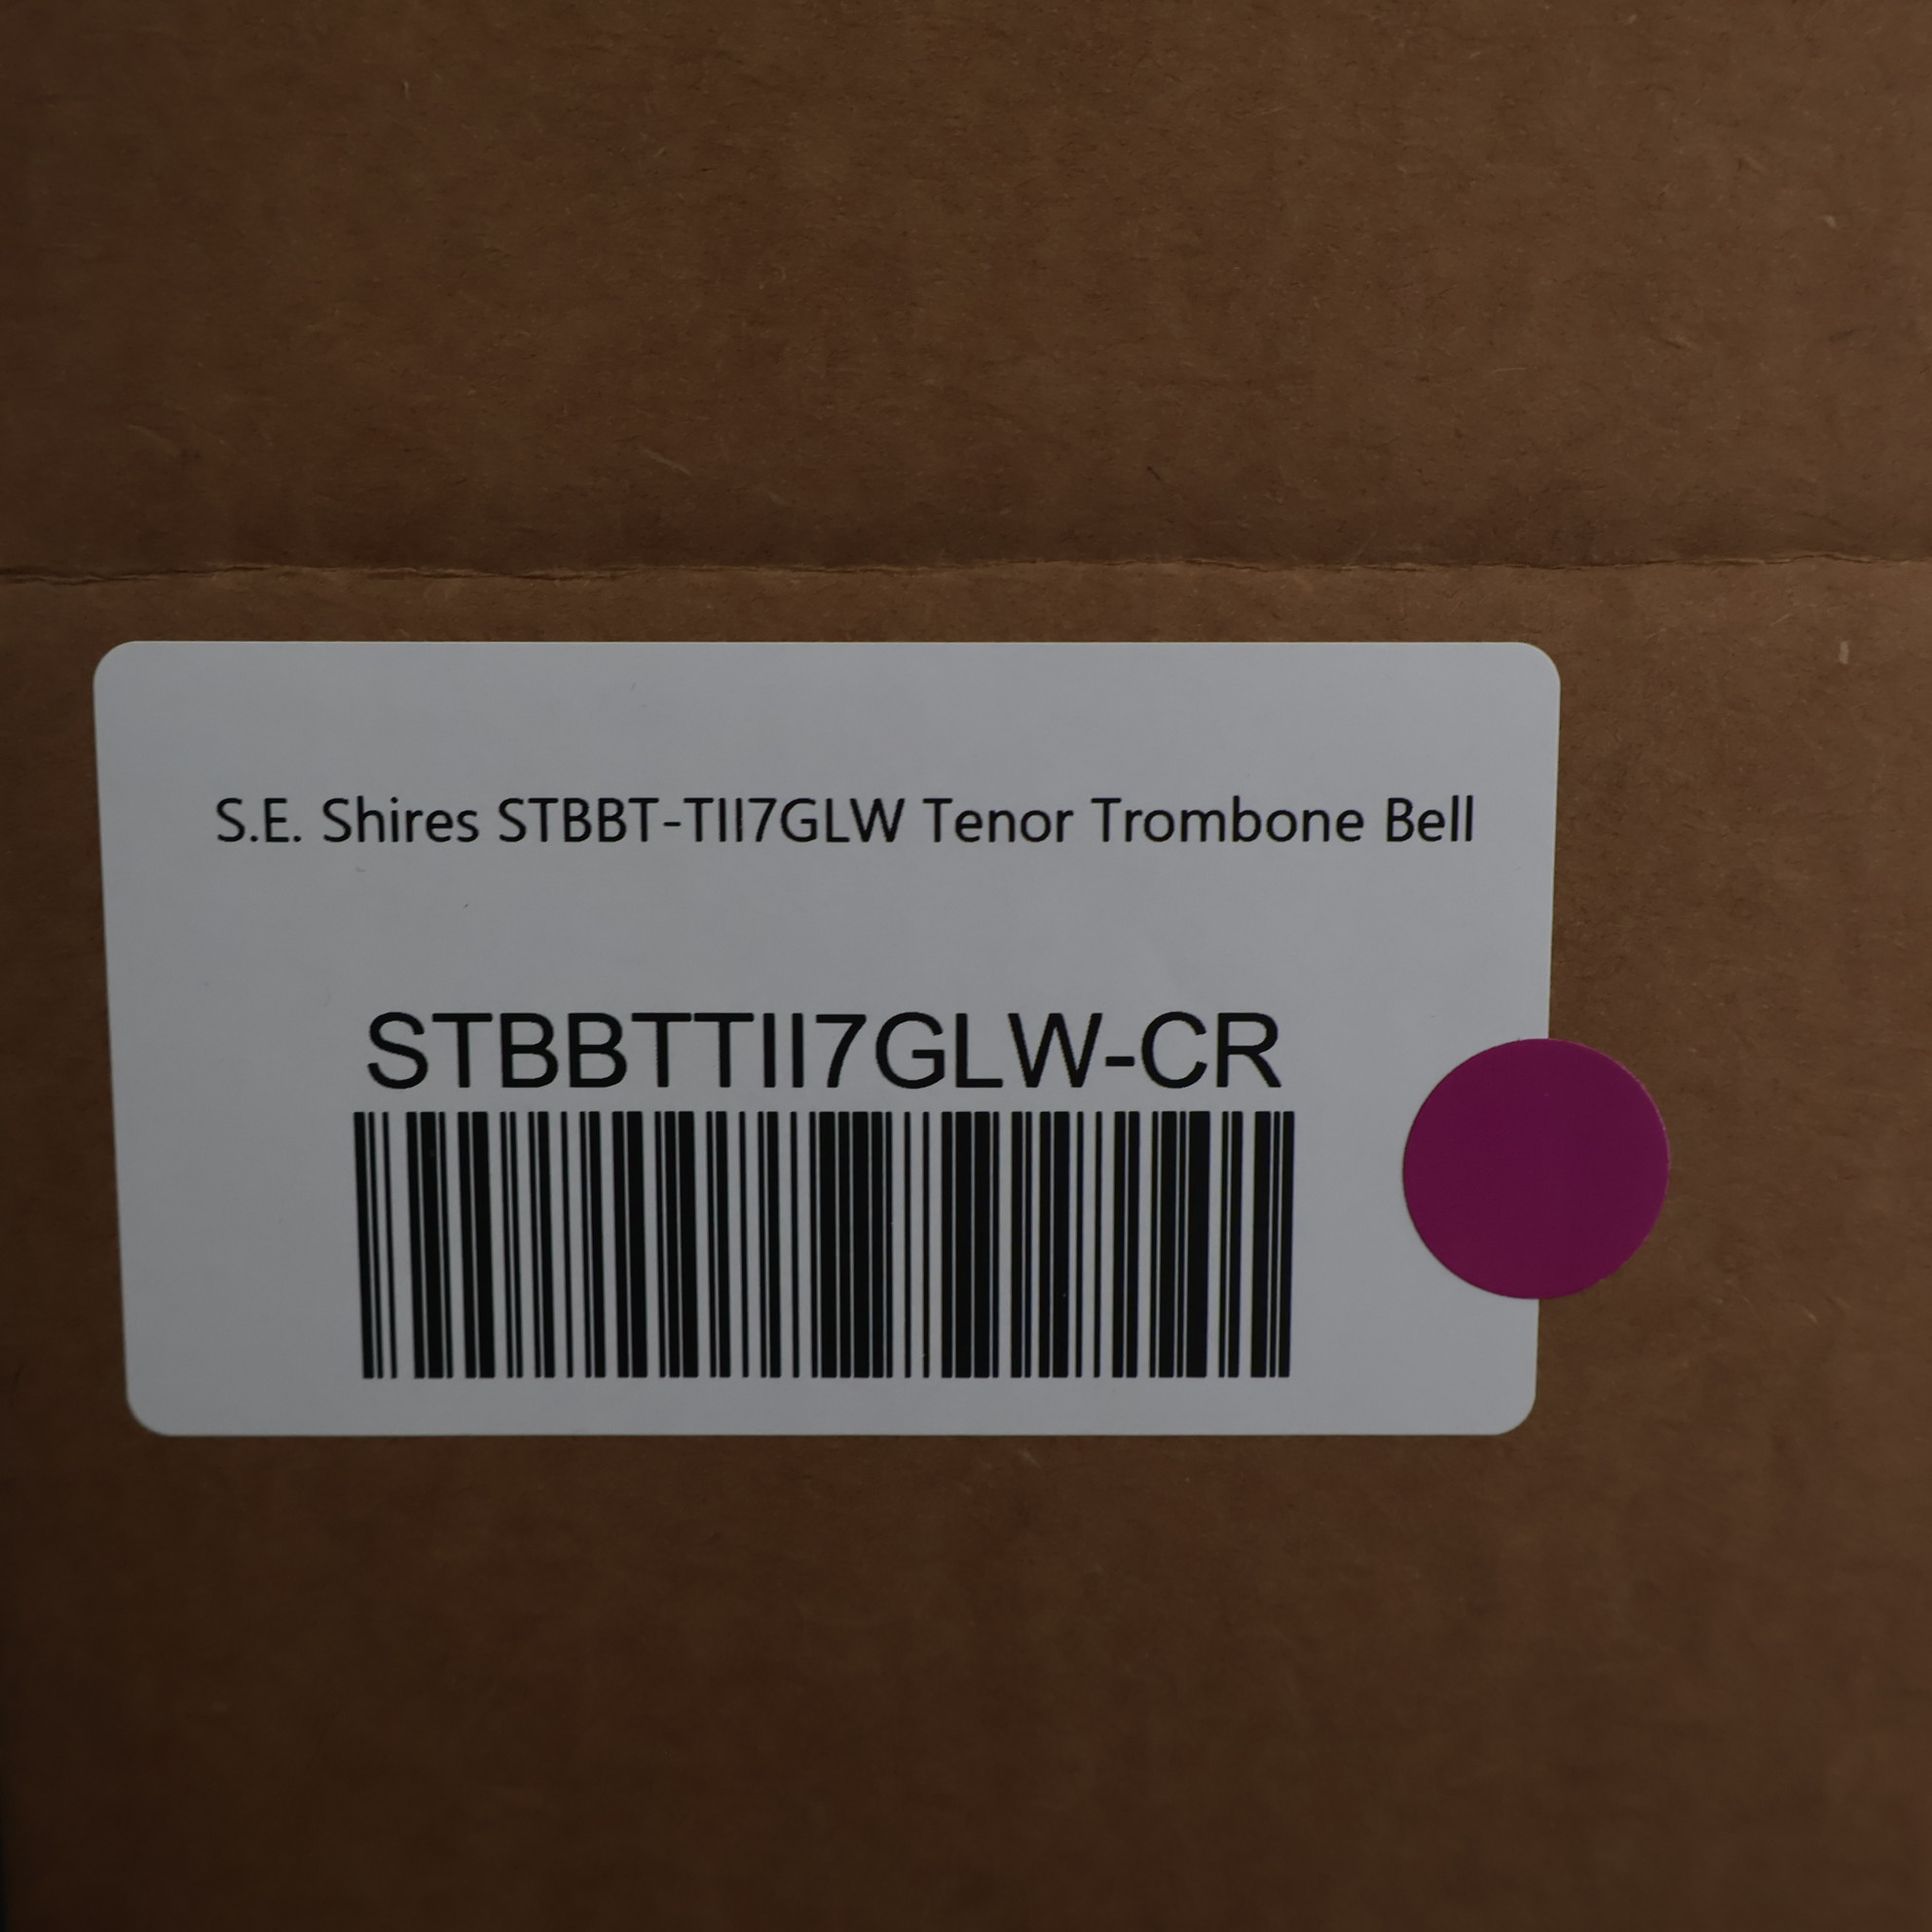 S.E. Shires STBBT-TII7GLW Tenor Trombone Bell
STBBTTII7GLW-CR